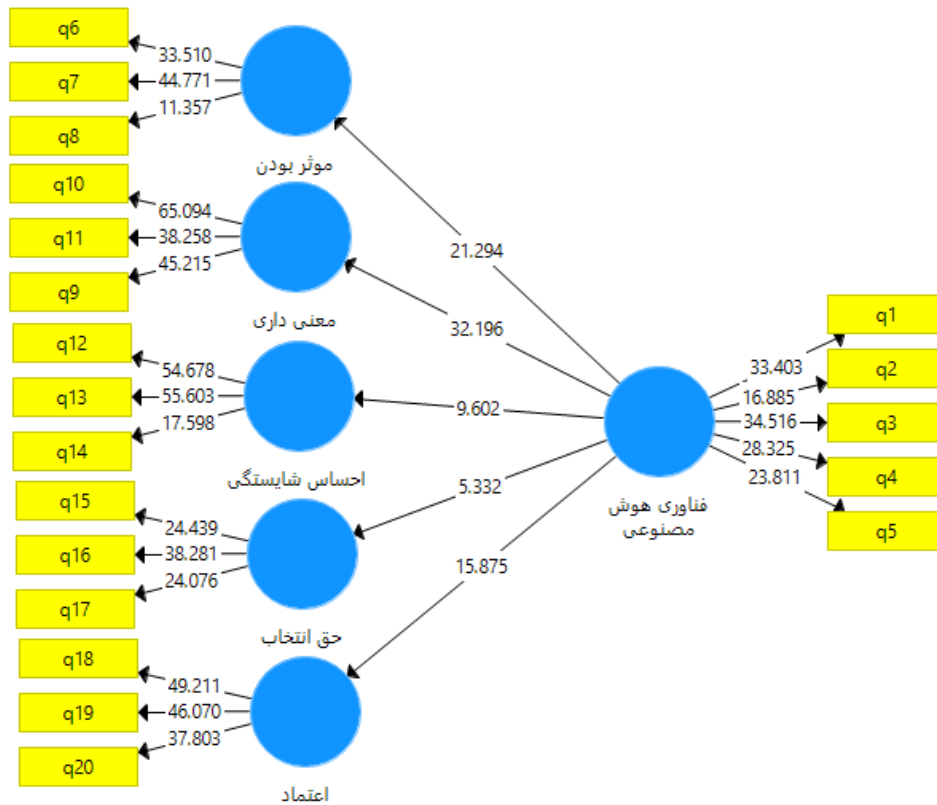 q6
33.510
q7
44.771
11.357
q8
موثر بودن
q10
65.094
q11
38.258
45.215
q9
معنی داری
q12
54.678
q13
55.603
17.598
q14
احساس شایستگی
q15
24.439
q16
38.281
24.076
q17
حق انتخاب
q18
49.211
q19
46.070
37.803
q20
اعتماد
21.294
32.196
9.602
5.332
15.875
فناوری هوش
مصنوعی
q1
33.403
q2
16.885
34.516
q3
28.325
q4
23.811
q5